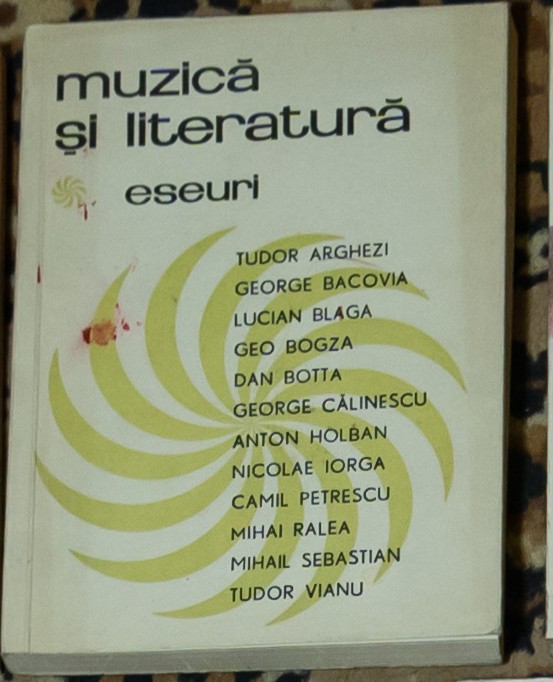 muzică
și literatură
eseuri
TUDOR ARGHEZI
GEORGE BACOVIA
LUCIAN BLAGA
GEO BOGZA
DAN BOTTA
GEORGE CĂLINESCU
ANTON HOLBAN
NICOLAE IORGA
CAMIL PETRESCU
MIHAI RALEA
MIHAIL SEBASTIAN
TUDOR VIANU